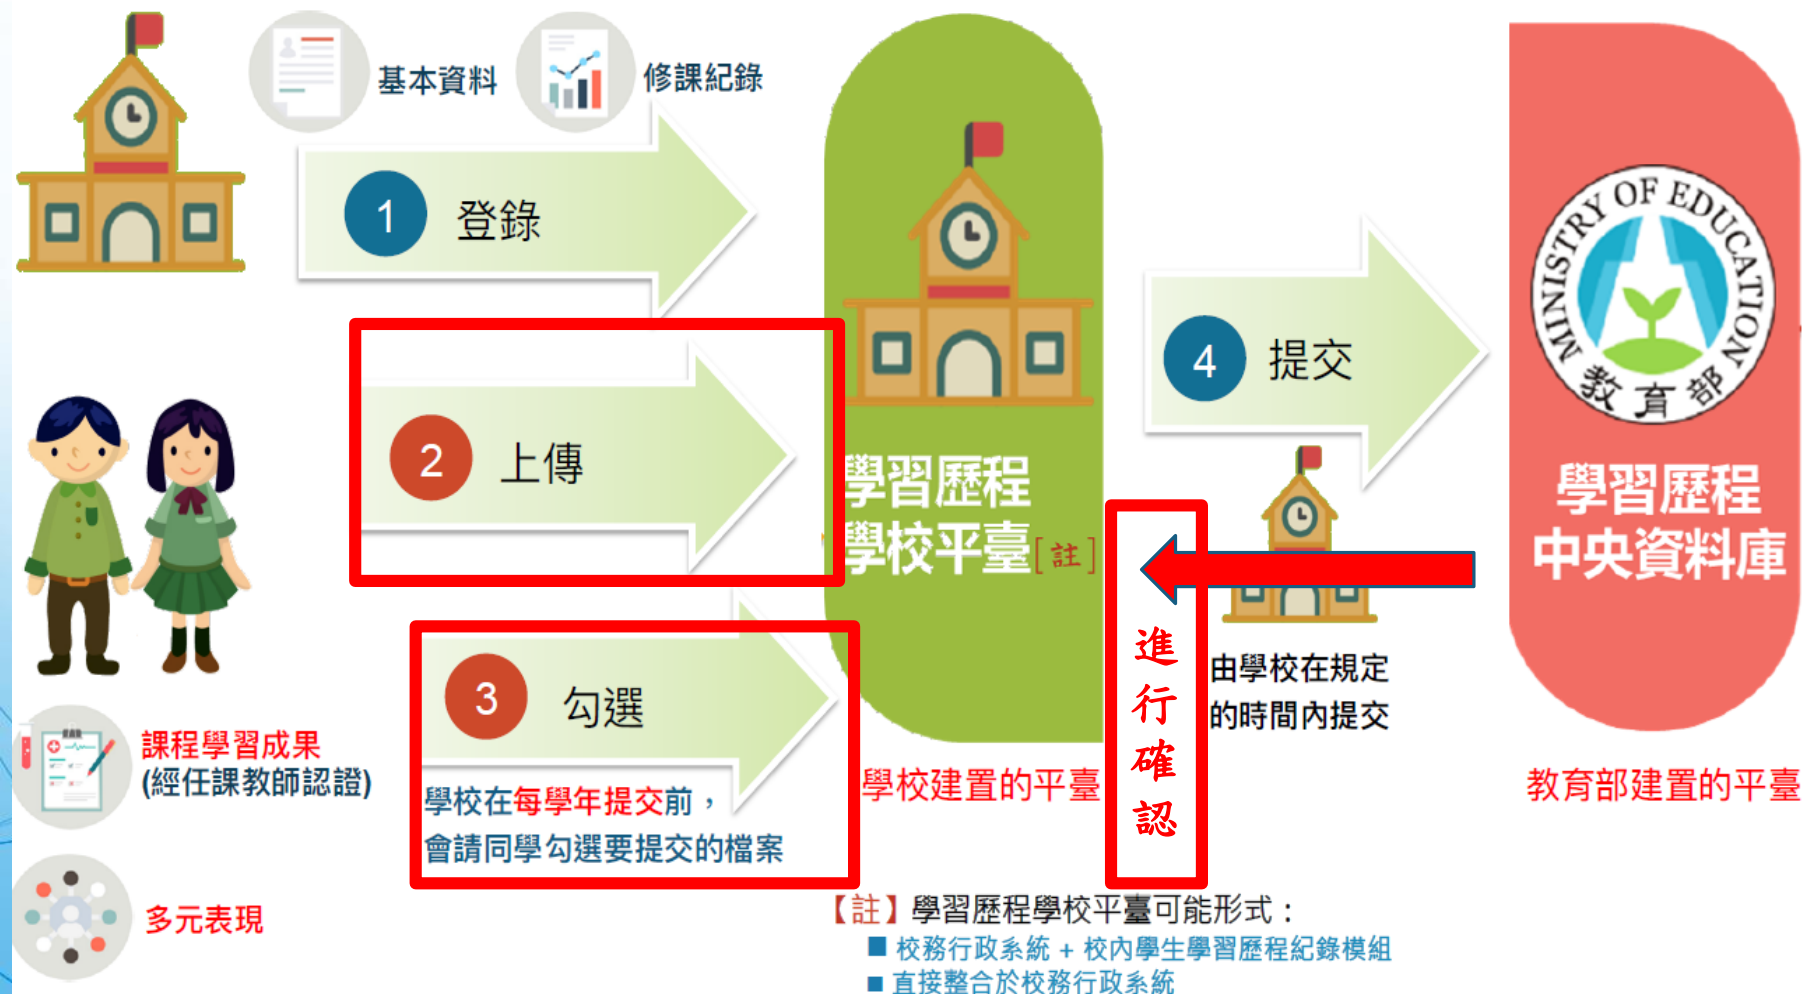 基本資料
修課紀錄
1 登錄
2 上傳
3 勾選
學校在每學年提交前，
會請同學勾選要提交的檔案
課程學習成果
(經任課教師認證)
多元表現
學習歷程
學校平臺[註]
學校建置的平臺
進行確認
4 提交
由學校在規定
的時間內提交
MINISTRY OF EDUCATION
教育部
學習歷程
中央資料庫
教育部建置的平臺
【註】學習歷程學校平臺可能形式：
■ 校務行政系統 + 校內學生學習歷程紀錄模組
■ 直接整合於校務行政系統